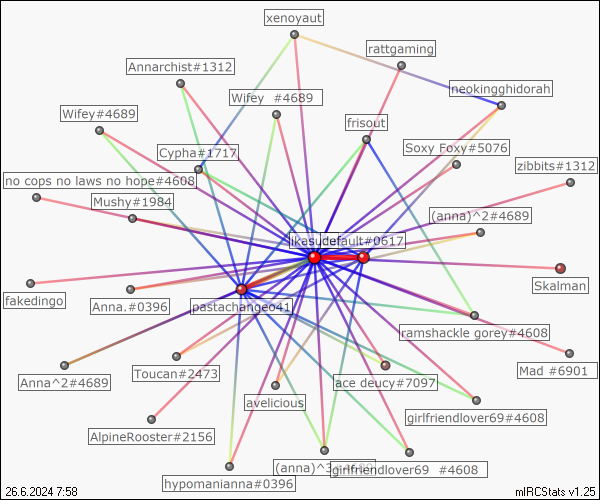 xenoyaut
rattgaming
Annarchist#1312
neokingghidorah
Wifey #4689
Wifey#4689
frisout
Soxy Foxy#5076
Cypha#1717
zibbits#1312
no cops no laws no hope#4608
Mushy#1984
(anna)^2#4689
likasudefault#0617
Skalman
fakedingo
Anna.#0396
pastachange41
ramshackle gorey#4608
Mad #6901
Toucan#2473
Anna^2#4689
ace deucy#7097
avelicious
girlfriendlover69#4608
AlpineRooster#2156
(anna)^3
girlfriendlover69 #4608
hypomanianna#0396
26.6.2024 7:58
mIRCStats v1.25